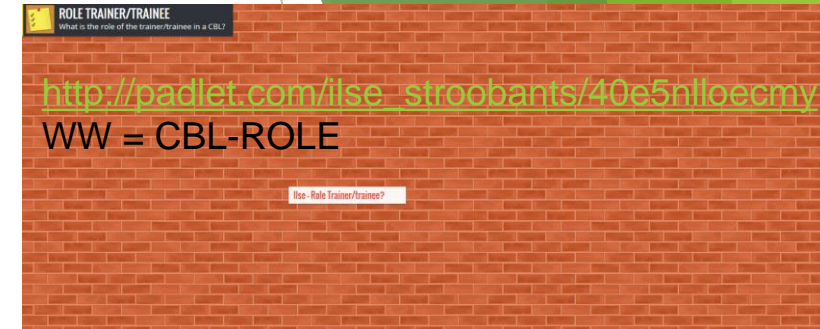 ROLE TRAINER/TRAINEE
What is the role of the trainer/trainee in a CBL?
http://padlet.com/ilse_stroobants/40e5nlloecmy
WW = CBL-ROLE
Ilse - Role Trainer/trainee?